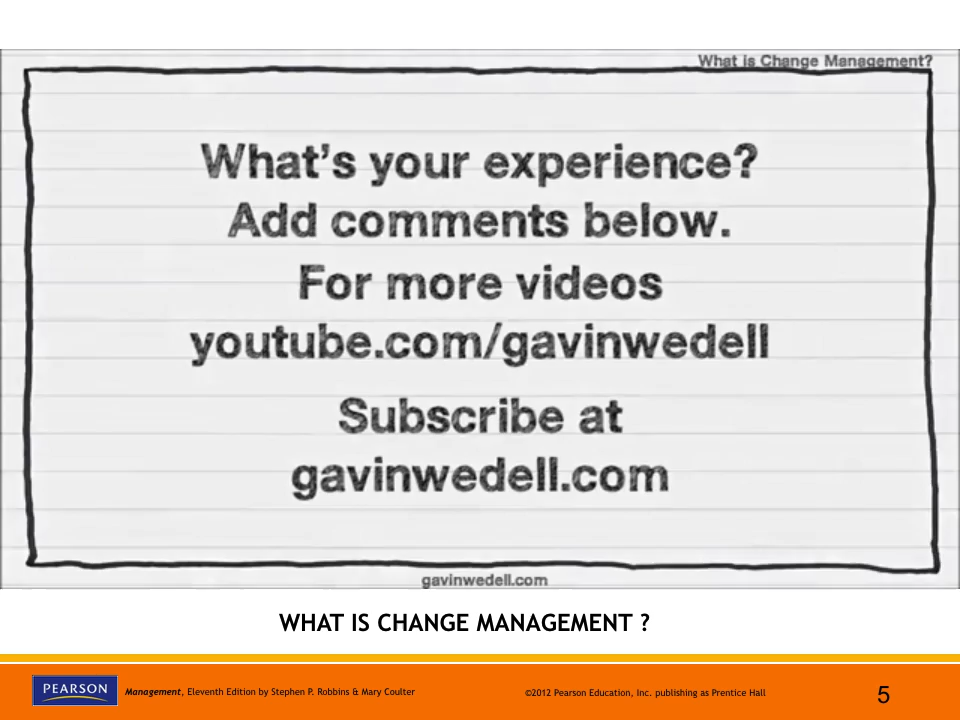 What is Change Management?
What's your experience?
Add comments below.
For more videos
youtube.com/gavinwedell
Subscribe at
gavinwedell.com
gavinwedell.com
WHAT IS CHANGE MANAGEMENT ?
PEARSON
Management, Eleventh Edition by Stephen P. Robbins & Mary Coulter
©2012 Pearson Education, Inc. publishing as Prentice Hall
5